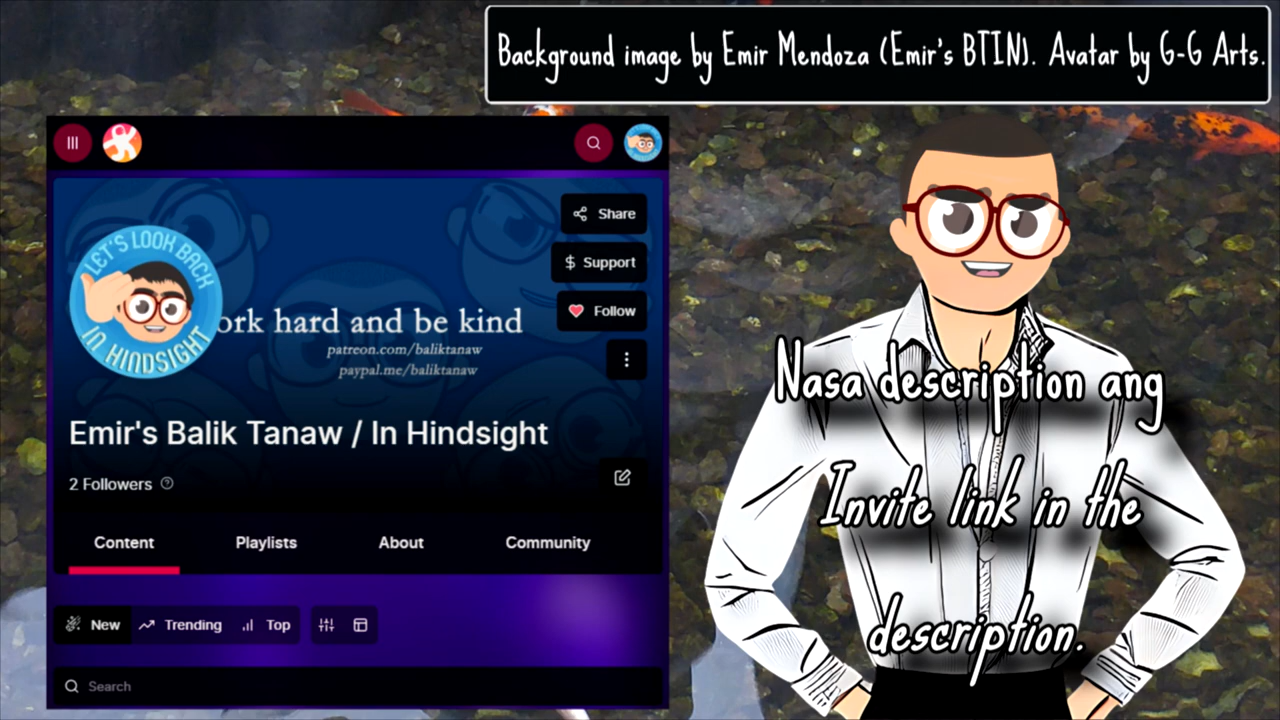 Background image by Emir Mendoza (Emir's BTIN). Avatar by G-G Arts.
Share
Support
Follow
LET'S LOOK BACK
IN HINDSIGHT
ork hard and be kind
patreon.com/baliktanaw
paypal.me/baliktanaw
Emir's Balik Tanaw / In Hindsight
2 Followers
Content Playlists About Community
New Trending Top
Search
Nasa description ang
Invite link in the
description.